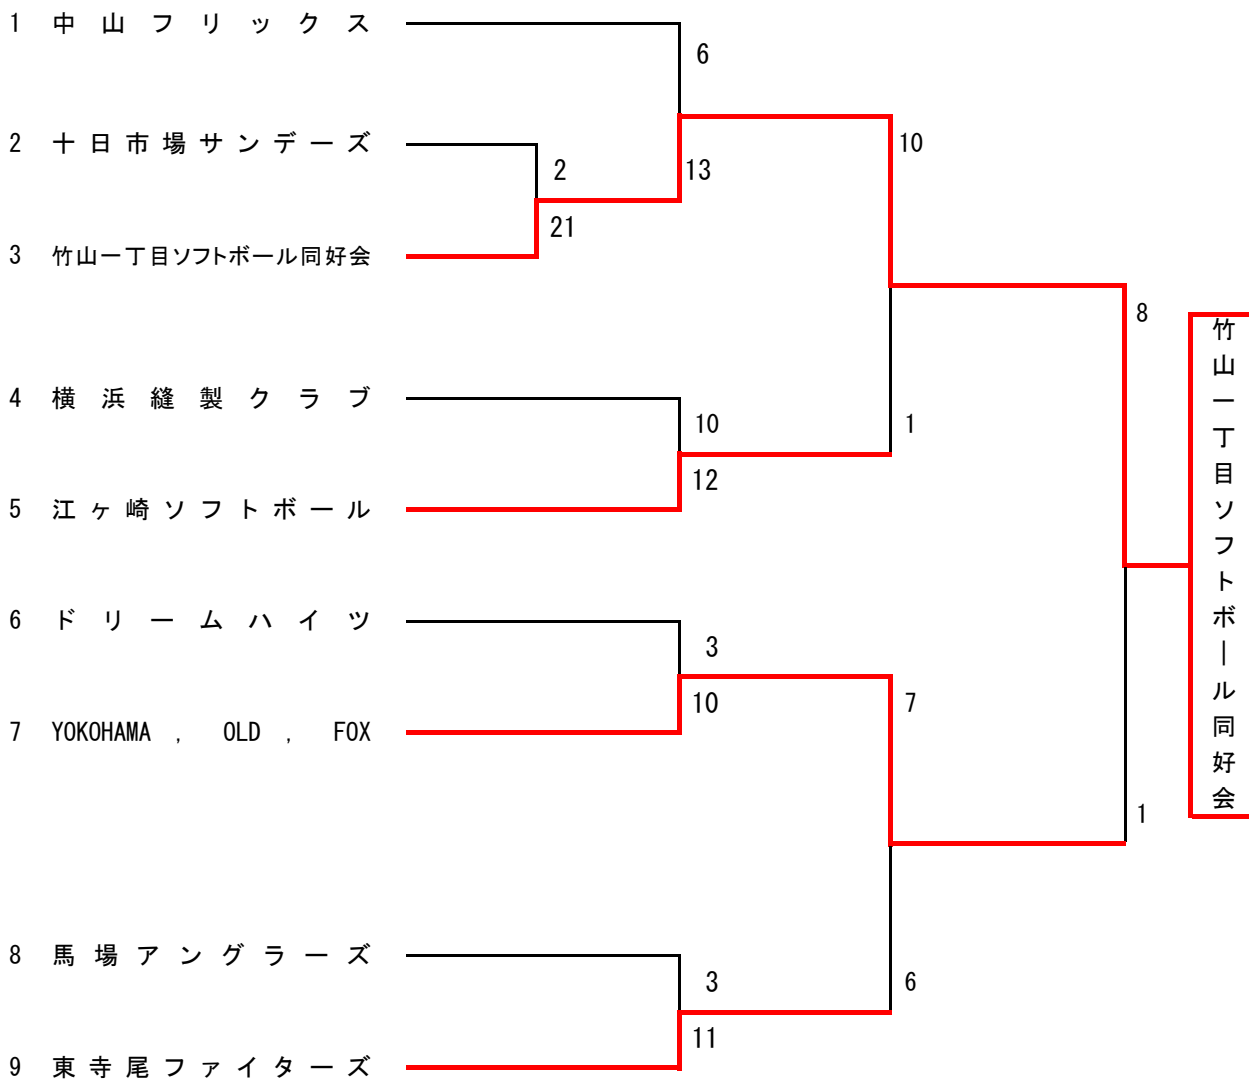 1 中山フリックス
6
2 十日市場サンデーズ
10
2
13
21
3 竹山一丁目ソフトボール同好会
8
竹山一丁目ソフトボール同好会
4 横浜縫製クラブ
10
1
12
5 江ヶ崎ソフトボール
6 ドリームハイツ
3
10
7
7 YOKOHAMA , OLD , FOX
1
8 馬場アングラーズ
3
6
11
9 東寺尾ファイターズ